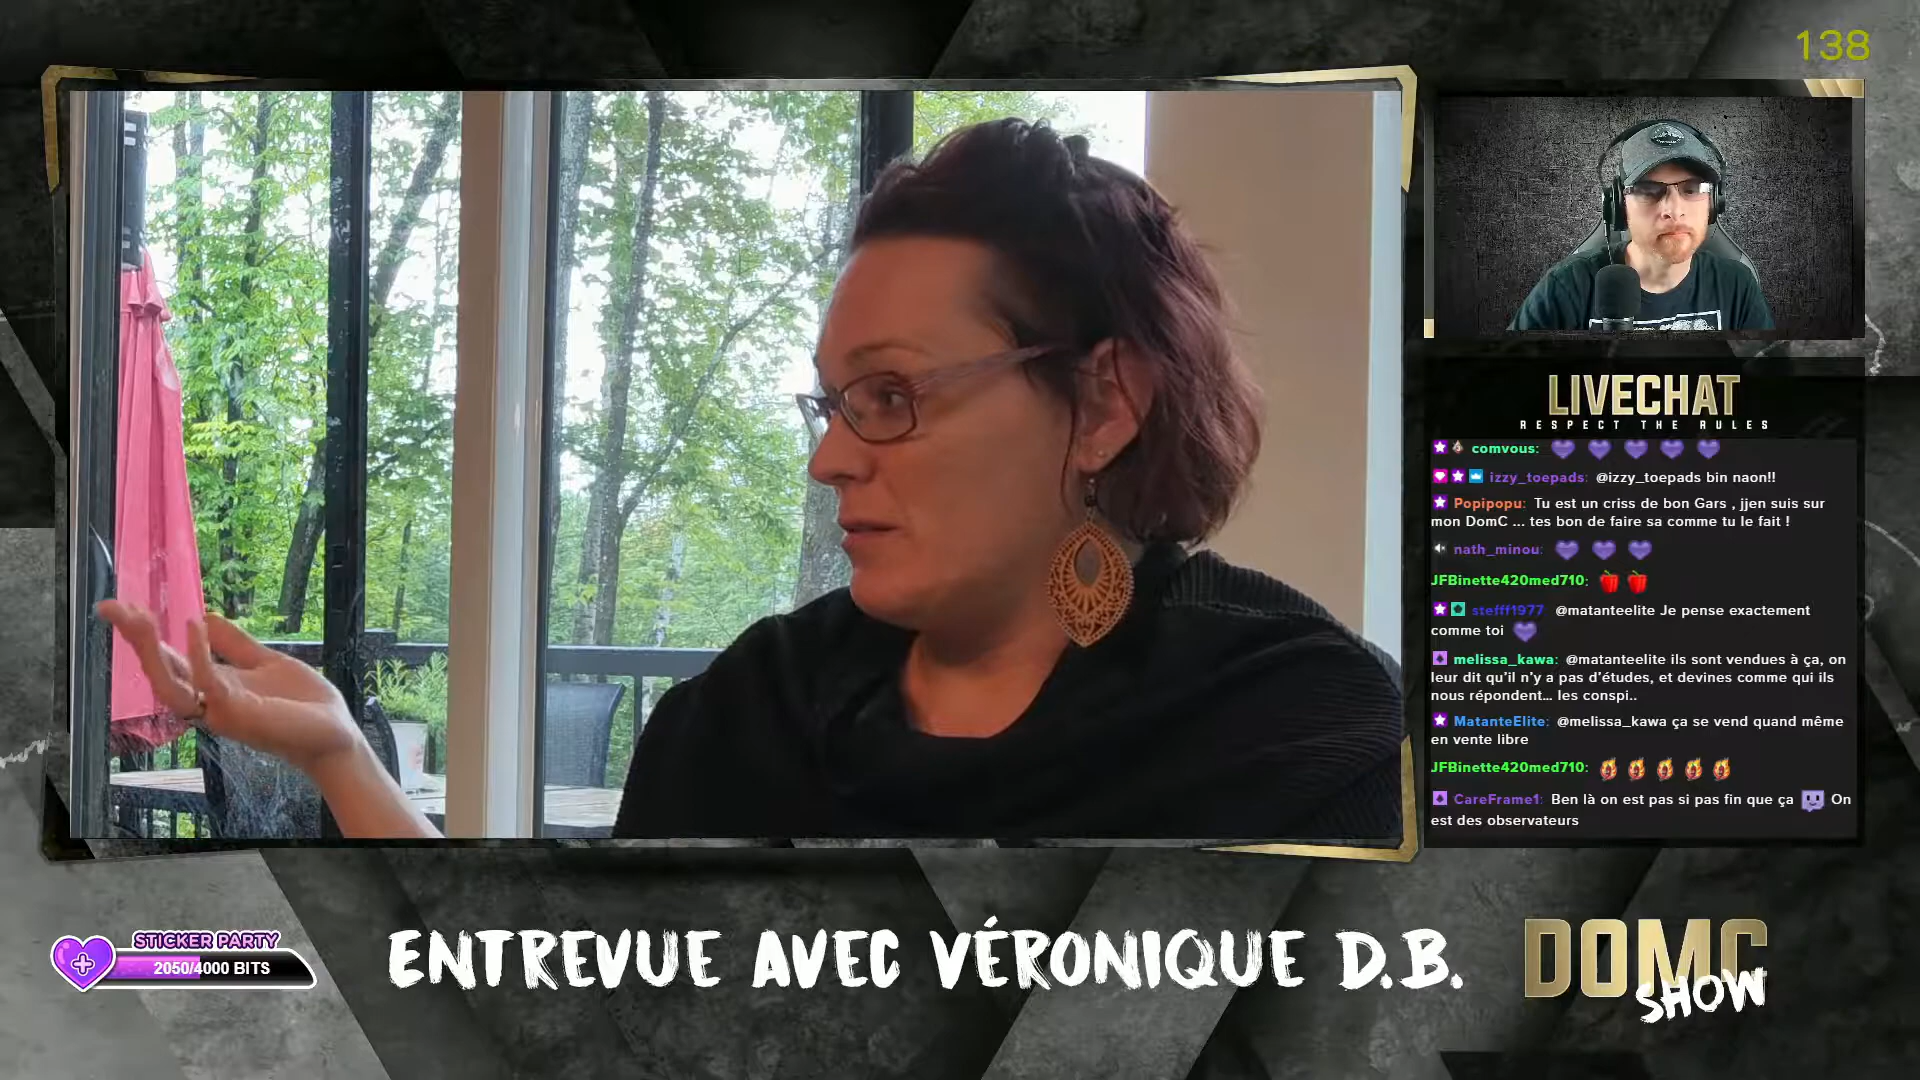 138
LIVECHAT
RESPECT THE RULES
comvous:
izzy_toepads: @izzy_toepads bin naon!!
Popipopu: Tu est un criss de bon Gars , jjen suis sur
mon DomC ... tes bon de faire sa comme tu le fait !
nath_minou:
JFBinette420med710:
stefff1977 @matanteelite Je pense exactement
comme toi
melissa_kawa: @matanteelite ils sont vendues à ça, on
leur dit qu'il n'y a pas d'études, et devines comme qui ils
nous répondent... les conspi..
MatanteElite: @melissa_kawa ça se vend quand même
en vente libre
JFBinette420med710:
CareFrame1: Ben là on est pas si pas fin que ça On
est des observateurs
STICKER PARTY
2050/4000 BITS
ENTREVUE AVEC VÉRONIQUE D.B.
DOMC
SHOW